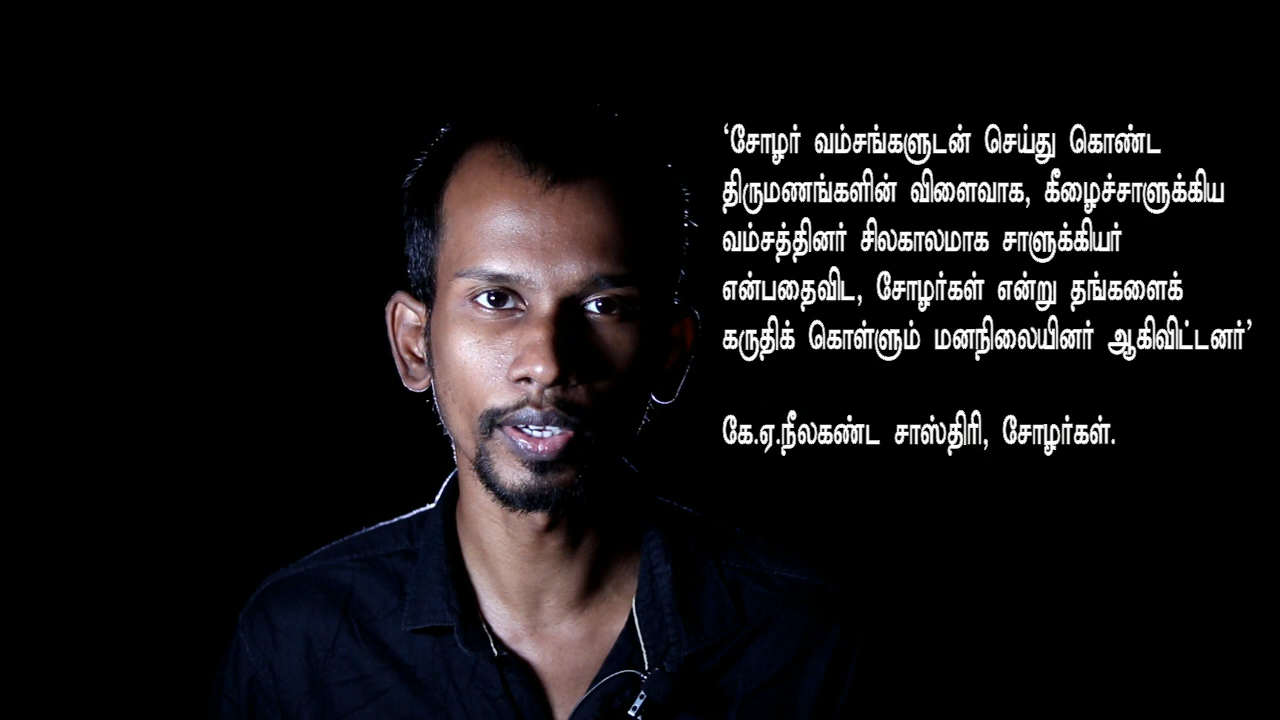 ‘சோழர் வம்சங்களுடன் செய்து கொண்ட
திருமணங்களின் விளைவாக, கீழைச்சாளுக்கிய
வம்சத்தினர் சிலகாலமாக சாளுக்கியர்
என்பதைவிட, சோழர்கள் என்று தங்களைக்
கருதிக் கொள்ளும் மனநிலையினர் ஆகிவிட்டனர்’
கே.ஏ.நீலகண்ட சாஸ்திரி, சோழர்கள்.